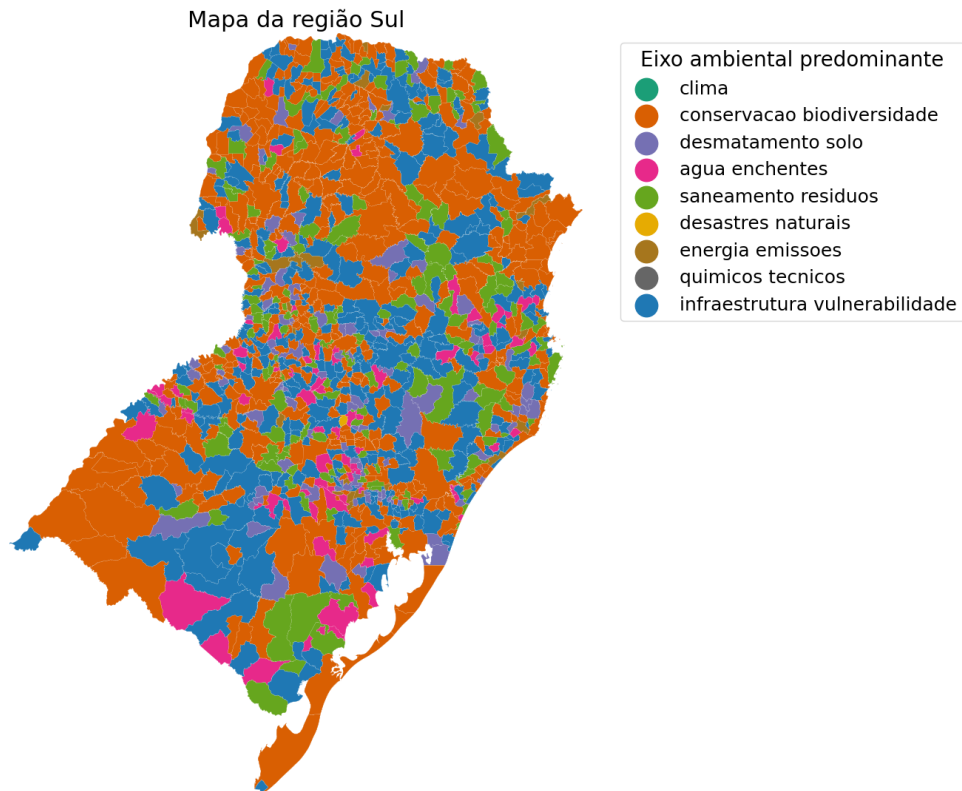 Mapa da região Sul
Eixo ambiental predominante
clima
conservacao biodiversidade
desmatamento solo
agua enchentes
saneamento residuos
desastres naturais
energia emissoes
quimicos tecnicos
infraestrutura vulnerabilidade